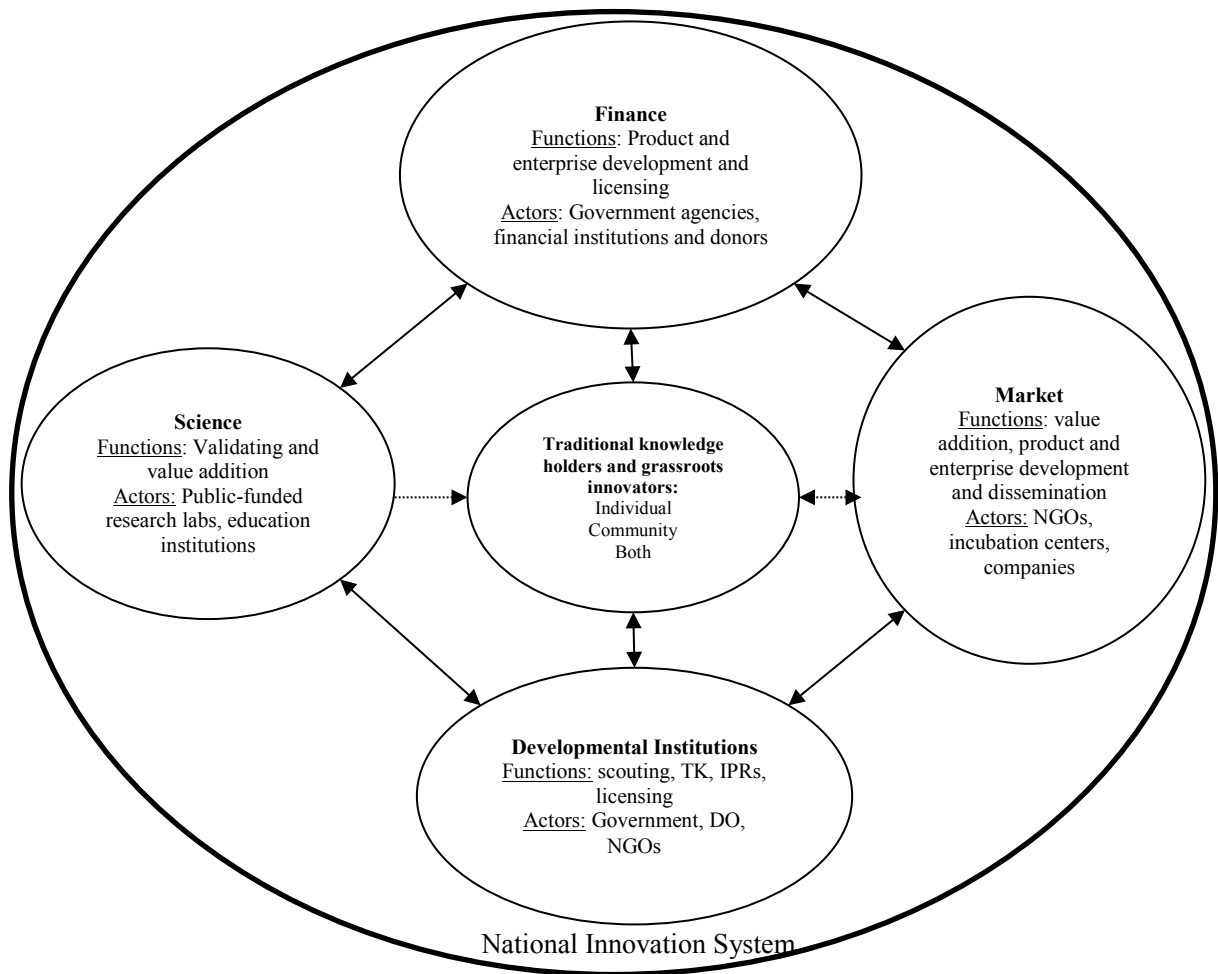 Finance
Functions: Product and
enterprise development and
licensing
Actors: Government agencies,
financial institutions and donors
Science
Functions: Validating and
value addition
Actors: Public-funded
research labs, education
institutions
Traditional knowledge
holders and grassroots
innovators:
Individual
Community
Both
Market
Functions: value
addition, product and
enterprise development
and dissemination
Actors: NGOs,
incubation centers,
companies
Developmental Institutions
Functions: scouting, TK, IPRs,
licensing
Actors: Government, DO,
NGOs
National Innovation System